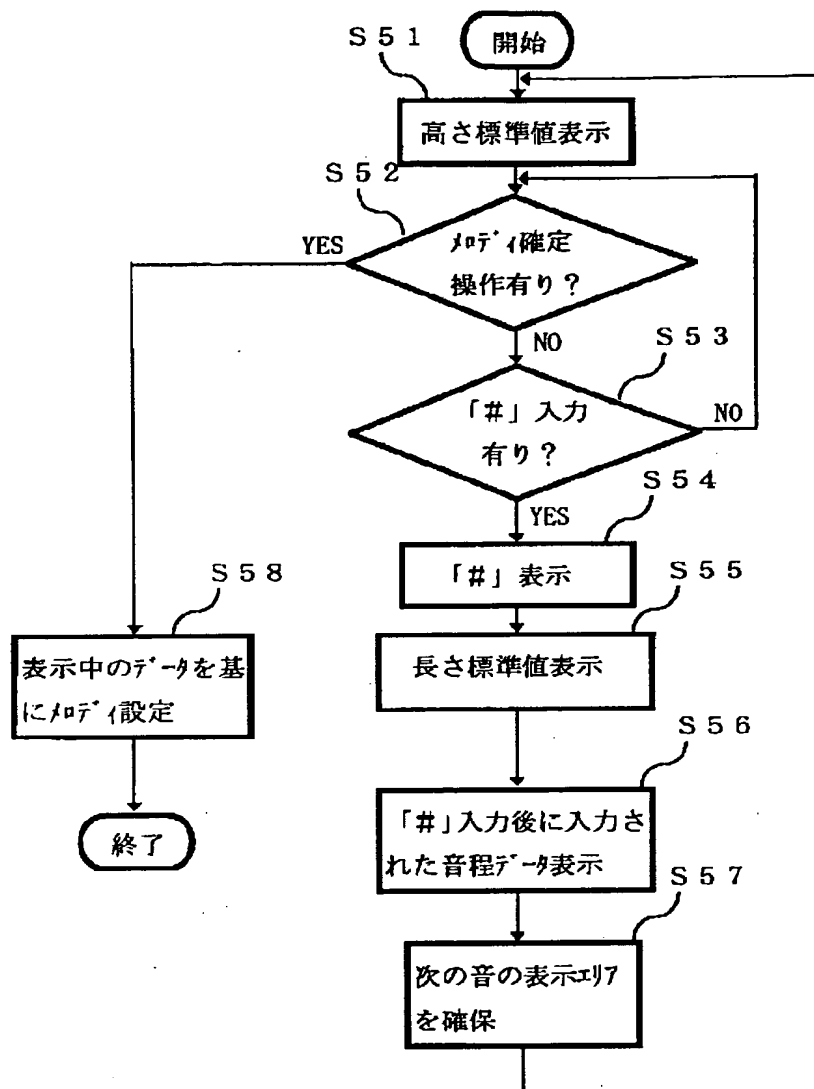 S51
開始
高さ標準値表示
S52
YES
ﾒﾛﾃﾞｨ確定
操作有り？
NO
S53
「＃」入力
有り？
NO
YES
S54
「＃」表示
S55
長さ標準値表示
S58
表示中のﾃﾞｰﾀを基
にﾒﾛﾃﾞｨ設定
終了
S56
「＃」入力後に入力さ
れた音程ﾃﾞｰﾀ表示
S57
次の音の表示ｴﾘｱ
を確保